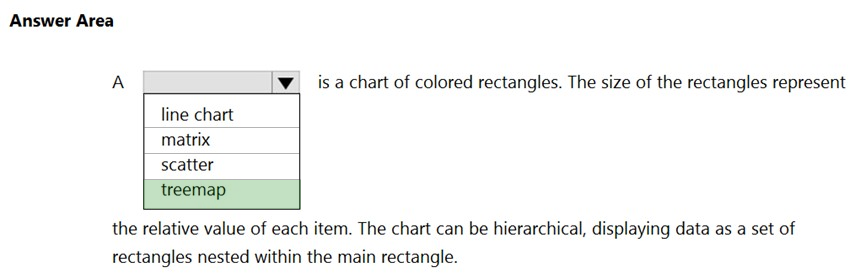 Answer Area
A is a chart of colored rectangles. The size of the rectangles represent
line chart
matrix
scatter
treemap
the relative value of each item. The chart can be hierarchical, displaying data as a set of
rectangles nested within the main rectangle.